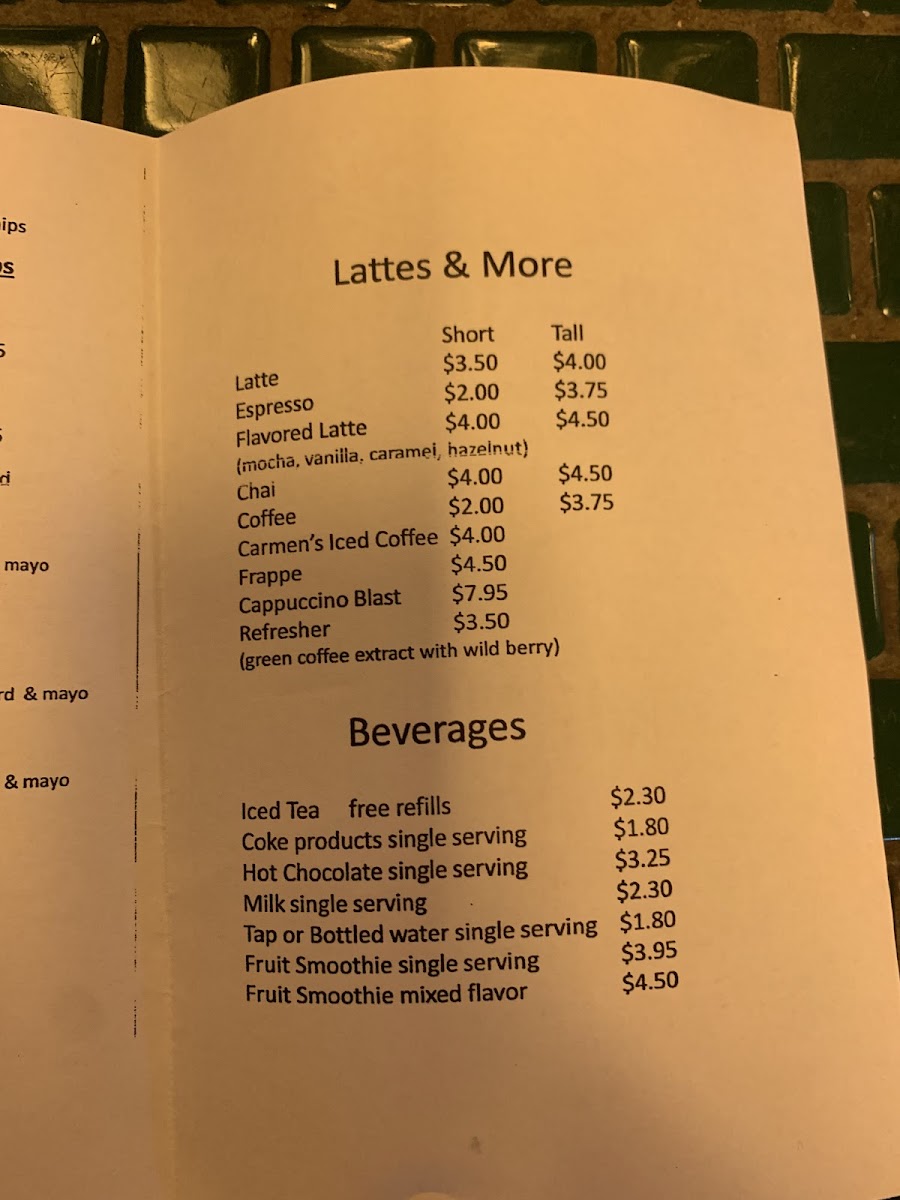 ips
s
5
mayo
rd & mayo
& mayo
Lattes & More
Short Tall
Latte $3.50 $4.00
Espresso $2.00 $3.75
Flavored Latte $4.00 $4.50
(mocha, vanilla, caramel, hazelnut)
Chai $4.00 $4.50
Coffee $2.00 $3.75
Carmen's Iced Coffee $4.00
Frappe $4.50
Cappuccino Blast $7.95
Refresher $3.50
(green coffee extract with wild berry)
Beverages
Iced Tea free refills $2.30
Coke products single serving $1.80
Hot Chocolate single serving $3.25
Milk single serving $2.30
Tap or Bottled water single serving $1.80
Fruit Smoothie single serving $3.95
Fruit Smoothie mixed flavor $4.50